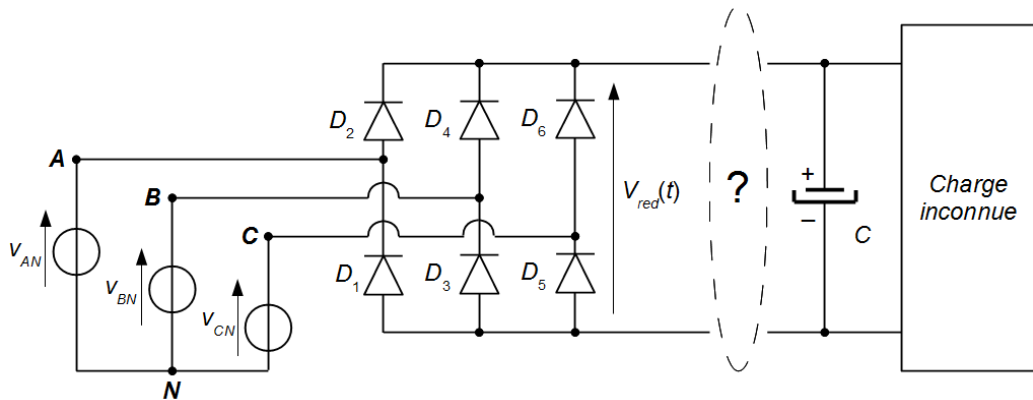 D2
D4
D6
A
B
C
Vred(t)
?
+
−
C
Charge
inconnue
vAN
vBN
vCN
D1
D3
D5
N